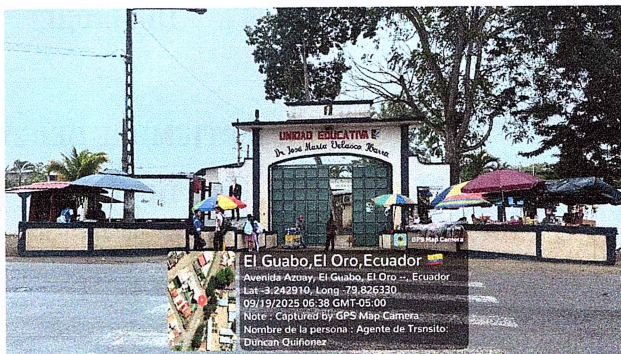 UNIDAD EDUCATIVA
Dr José María Velasco Ibarra
GPS Map Camera
El Guabo, El Oro, Ecuador 🇪🇨
Avenida Azuay, El Guabo, El Oro --, Ecuador
Lat -3.242910, Long -79.826330
09/19/2025 06:38 GMT-05:00
Note : Captured by GPS Map Camera
Nombre de la persona : Agente de Trsnsito:
Duncan Quiñonez